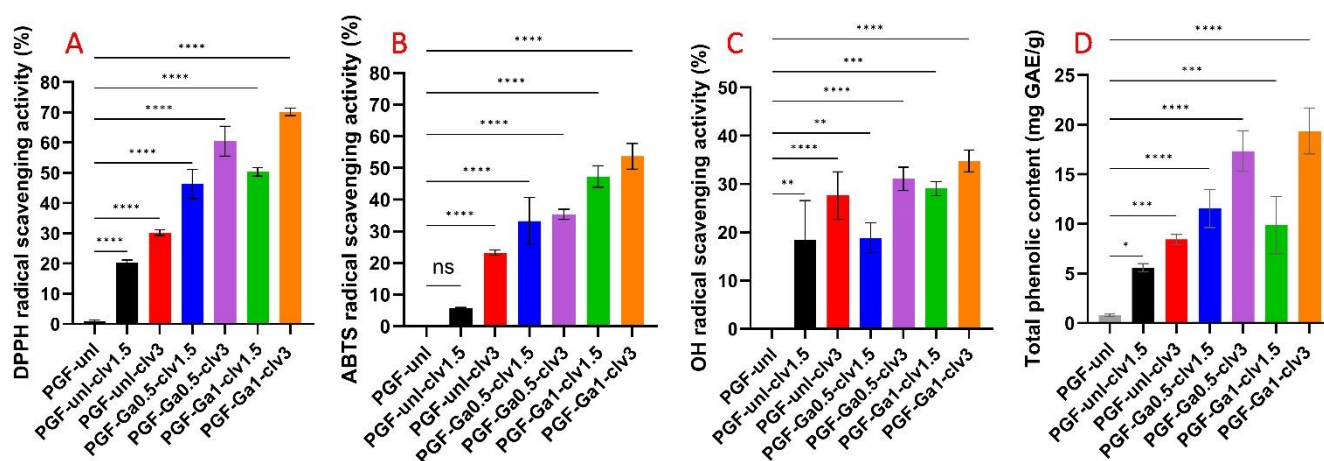 A
DPPH radical scavenging activity (%)
80
70
60
50
40
30
20
10
0
****
****
****
****
****
****
PGF-unl
PGF-unl-clv1.5
PGF-unl-clv3
PGF-Ga0.5-clv1.5
PGF-Ga0.5-clv3
PGF-Ga1-clv1.5
PGF-Ga1-clv3
B
ABTS radical scavenging activity (%)
80
70
60
50
40
30
20
10
0
****
****
****
****
****
ns
PGF-unl
PGF-unl-clv1.5
PGF-unl-clv3
PGF-Ga0.5-clv1.5
PGF-Ga0.5-clv3
PGF-Ga1-clv1.5
PGF-Ga1-clv3
C
OH radical scavenging activity (%)
50
40
30
20
10
0
****
***
****
**
****
**
PGF-unl
PGF-unl-clv1.5
PGF-unl-clv3
PGF-Ga0.5-clv1.5
PGF-Ga0.5-clv3
PGF-Ga1-clv1.5
PGF-Ga1-clv3
D
Total phenolic content (mg GAE/g)
25
20
15
10
5
0
****
***
****
****
***
*
PGF-unl
PGF-unl-clv1.5
PGF-unl-clv3
PGF-Ga0.5-clv1.5
PGF-Ga0.5-clv3
PGF-Ga1-clv1.5
PGF-Ga1-clv3